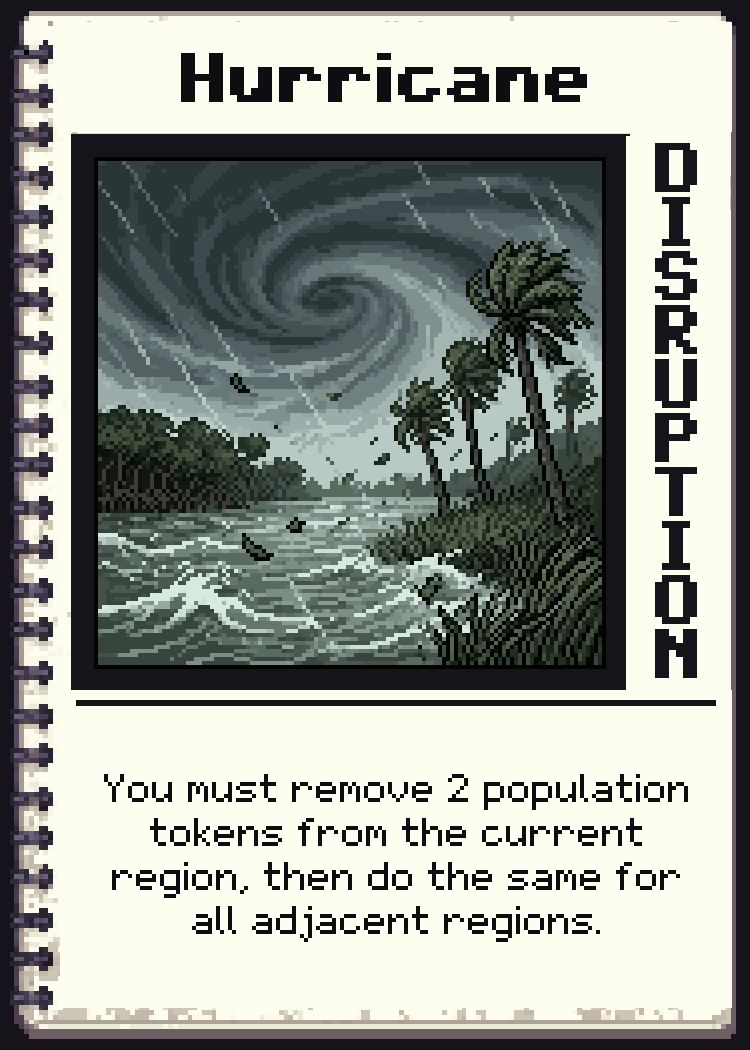 Hurricane
DISRUPTION
You must remove 2 population
tokens from the current
region, then do the same for
all adjacent regions.